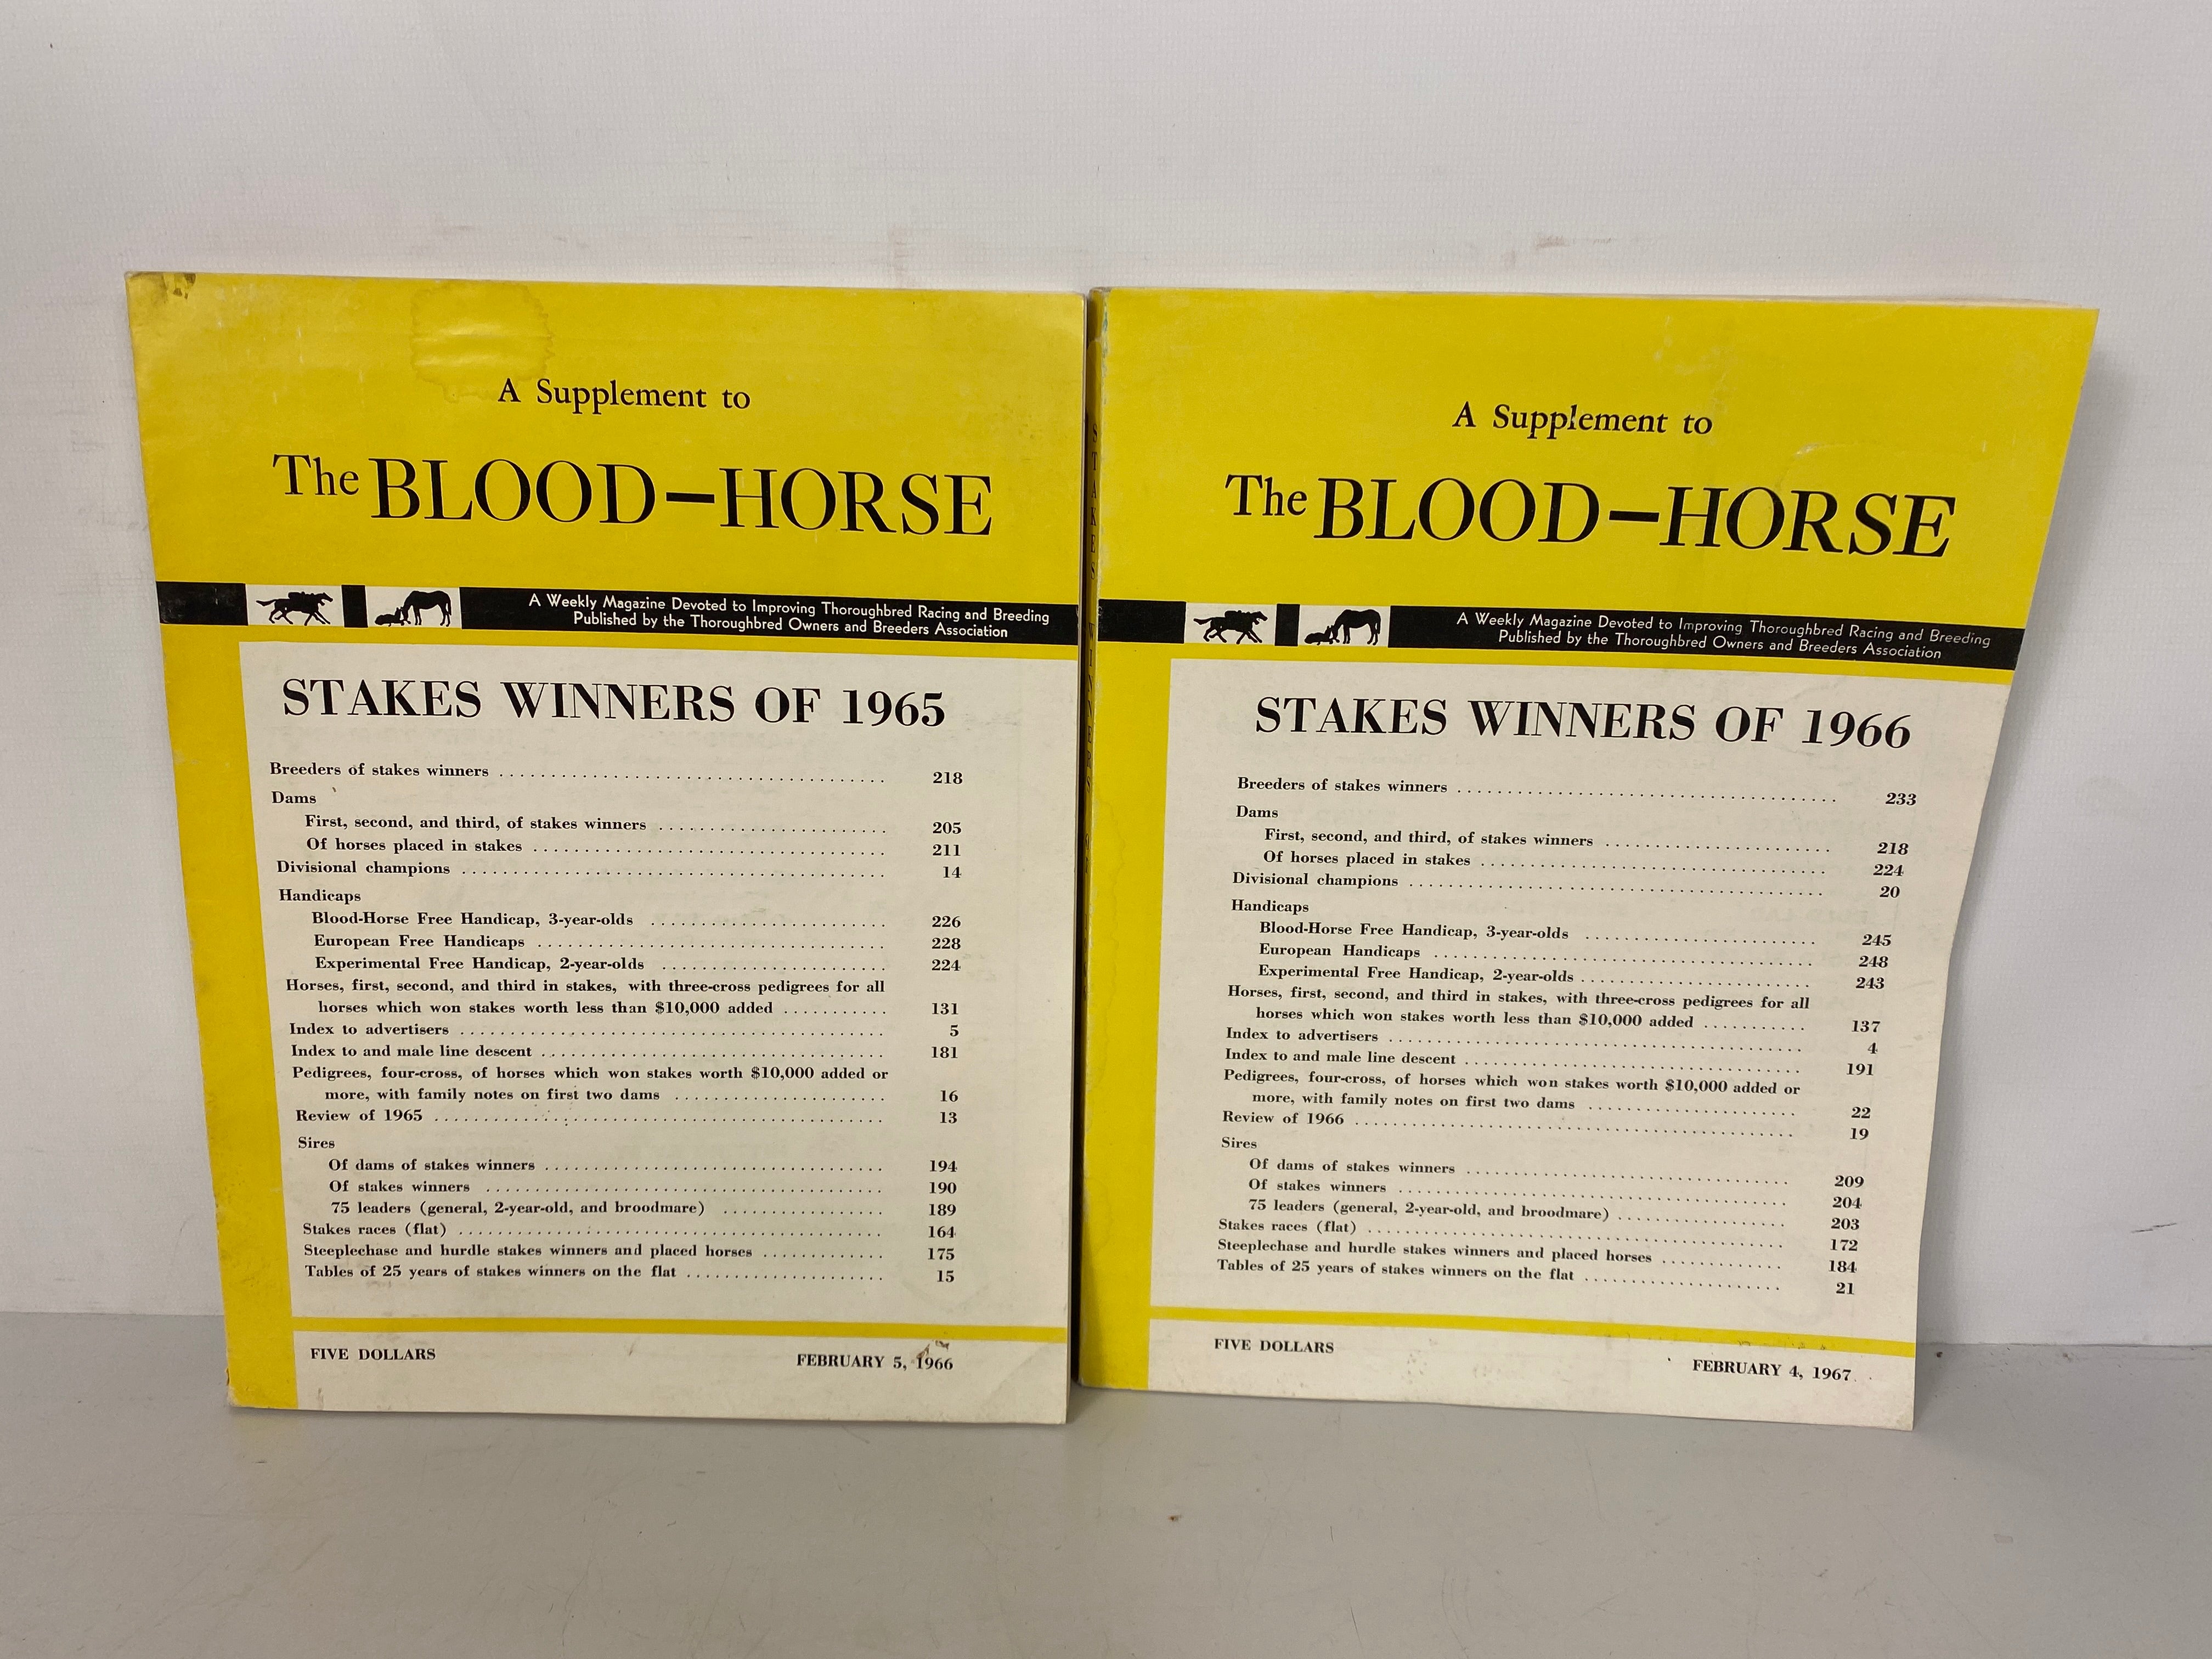 A Supplement to
The BLOOD-HORSE
A Weekly Magazine Devoted to Improving Thoroughbred Racing and Breeding
Published by the Thoroughbred Owners and Breeders Association
STAKES WINNERS OF 1965
Breeders of stakes winners 218
Dams
First, second, and third, of stakes winners 205
Of horses placed in stakes 211
Divisional champions 14
Handicaps
Blood-Horse Free Handicap, 3-year-olds 226
European Free Handicaps 228
Experimental Free Handicap, 2-year-olds 224
Horses, first, second, and third in stakes, with three-cross pedigrees for all
horses which won stakes worth less than $10,000 added 131
Index to advertisers 5
Index to and male line descent 181
Pedigrees, four-cross, of horses which won stakes worth $10,000 added or
more, with family notes on first two dams 16
Review of 1965 13
Sires
Of dams of stakes winners 194
Of stakes winners 190
75 leaders (general, 2-year-old, and broodmare) 189
Stakes races (flat) 164
Steeplechase and hurdle stakes winners and placed horses 175
Tables of 25 years of stakes winners on the flat 15
FIVE DOLLARS FEBRUARY 5, 1966
A Supplement to
The BLOOD-HORSE
A Weekly Magazine Devoted to Improving Thoroughbred Racing and Breeding
Published by the Thoroughbred Owners and Breeders Association
STAKES WINNERS OF 1966
Breeders of stakes winners 233
Dams
First, second, and third, of stakes winners 218
Of horses placed in stakes 224
Divisional champions 20
Handicaps
Blood-Horse Free Handicap, 3-year-olds 245
European Handicaps 248
Experimental Free Handicap, 2-year-olds 243
Horses, first, second, and third in stakes, with three-cross pedigrees for all
horses which won stakes worth less than $10,000 added 137
Index to advertisers 4
Index to and male line descent 191
Pedigrees, four-cross, of horses which won stakes worth $10,000 added or
more, with family notes on first two dams 22
Review of 1966 19
Sires
Of dams of stakes winners 209
Of stakes winners 204
75 leaders (general, 2-year-old, and broodmare) 203
Stakes races (flat) 172
Steeplechase and hurdle stakes winners and placed horses 184
Tables of 25 years of stakes winners on the flat 21
FIVE DOLLARS FEBRUARY 4, 1967